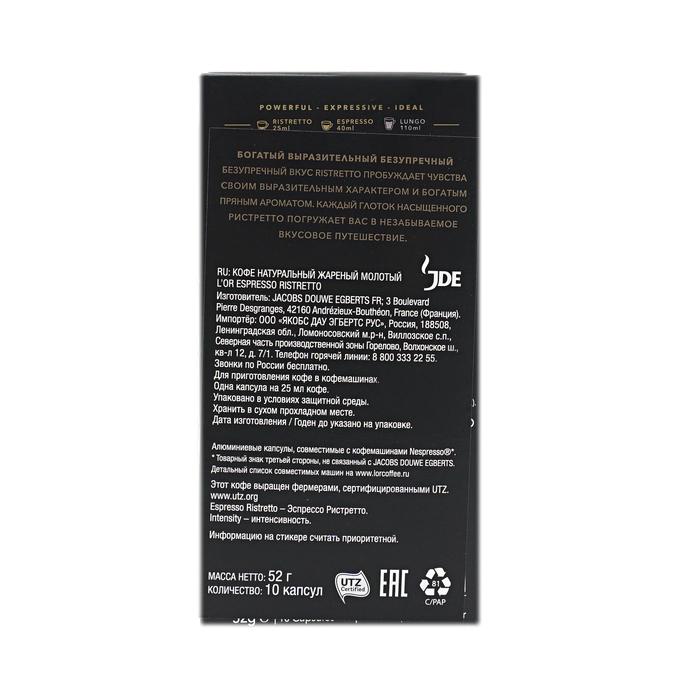 POWERFUL - EXPRESSIVE - IDEAL
RISTRETTO 25ml ESPRESSO 40ml LUNGO 110ml
БОГАТЫЙ ВЫРАЗИТЕЛЬНЫЙ БЕЗУПРЕЧНЫЙ
БЕЗУПРЕЧНЫЙ ВКУС RISTRETTO ПРОБУЖДАЕТ ЧУВСТВА
СВОИМ ВЫРАЗИТЕЛЬНЫМ ХАРАКТЕРОМ И БОГАТЫМ
ПРЯНЫМ АРОМАТОМ. КАЖДЫЙ ГЛОТОК НАСЫЩЕННОГО
РИСТРЕТТО ПОГРУЖАЕТ ВАС В НЕЗАБЫВАЕМОЕ
ВКУСОВОЕ ПУТЕШЕСТВИЕ.
JDE
RU: КОФЕ НАТУРАЛЬНЫЙ ЖАРЕНЫЙ МОЛОТЫЙ
L'OR ESPRESSO RISTRETTO
Изготовитель: JACOBS DOUWE EGBERTS FR; 3 Boulevard
Pierre Desgranges, 42160 Andrézieux-Bouthéon, France (Франция).
Импортёр: ООО «ЯКОБС ДАУ ЭГБЕРТС РУС», Россия, 188508,
Ленинградская обл., Ломоносовский м.р-н, Виллозское с.п.,
Северная часть производственной зоны Горелово, Волхонское ш.,
кв-л 12, д. 7/1. Телефон горячей линии: 8 800 333 22 55.
Звонки по России бесплатно.
Для приготовления кофе в кофемашинах.
Одна капсула на 25 мл кофе.
Упаковано в условиях защитной среды.
Хранить в сухом прохладном месте.
Дата изготовления / Годен до указано на упаковке.
Алюминиевые капсулы, совместимые с кофемашинами Nespresso®*.
* Товарный знак третьей стороны, не связанный с JACOBS DOUWE EGBERTS.
Детальный список совместимых машин на www.lorcoffee.ru
Этот кофе выращен фермерами, сертифицированными UTZ.
www.utz.org
Espresso Ristretto – Эспрессо Ристретто.
Intensity – интенсивность.
Информацию на стикере считать приоритетной.
МАССА НЕТТО: 52 г
КОЛИЧЕСТВО: 10 капсул
UTZ Certified
EAC
81
C/PAP
52g e 10 Capsules